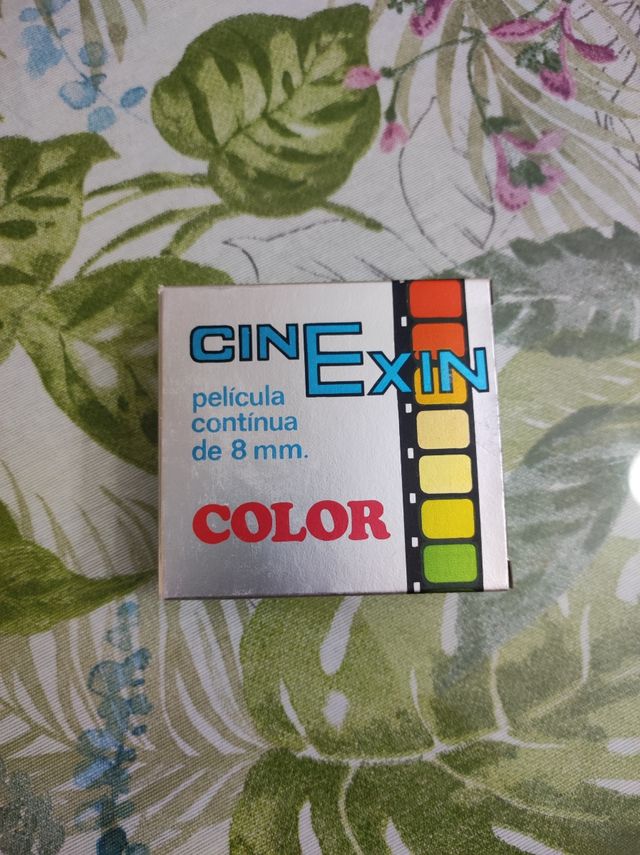 CINEXIN
película
contínua
de 8 mm.
COLOR